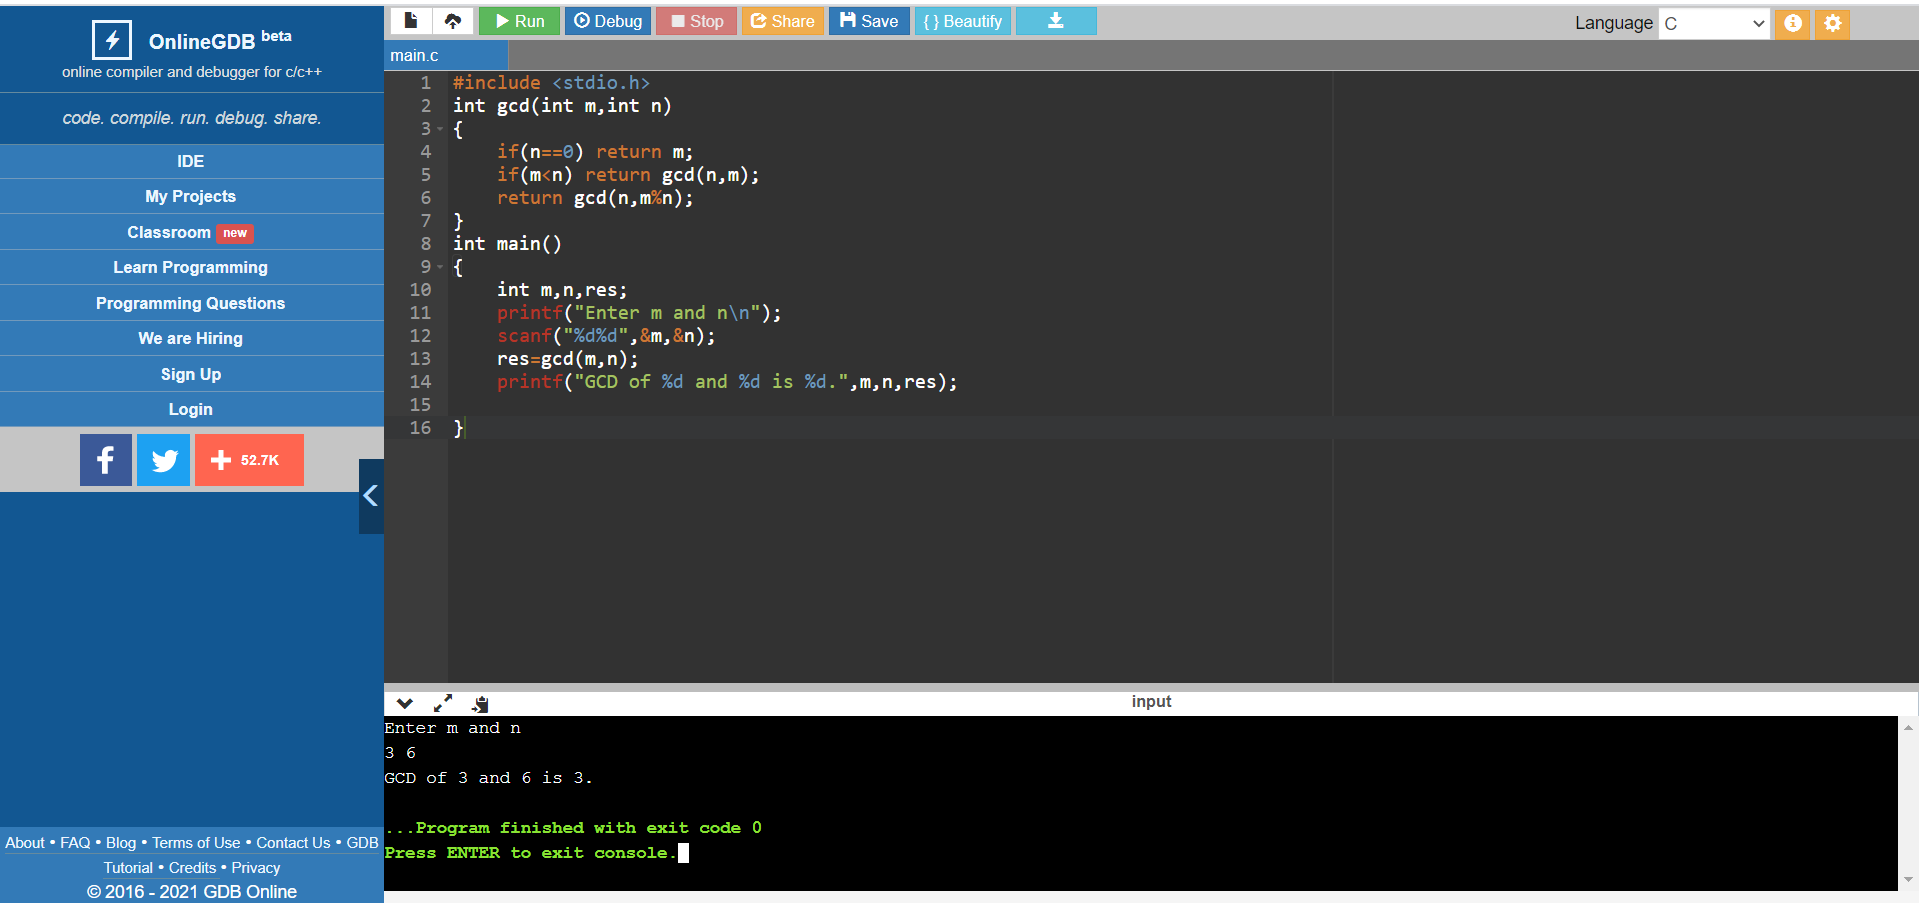 OnlineGDB beta
online compiler and debugger for c/c++
code. compile. run. debug. share.
IDE
My Projects
Classroom new
Learn Programming
Programming Questions
We are Hiring
Sign Up
Login
52.7K
About • FAQ • Blog • Terms of Use • Contact Us • GDB
Tutorial • Credits • Privacy
© 2016 - 2021 GDB Online
Run Debug Stop Share Save { } Beautify
Language C
main.c
1 #include <stdio.h>
2 int gcd(int m,int n)
3 {
4     if(n==0) return m;
5     if(m<n) return gcd(n,m);
6     return gcd(n,m%n);
7 }
8 int main()
9 {
10     int m,n,res;
11     printf("Enter m and n\n");
12     scanf("%d%d",&m,&n);
13     res=gcd(m,n);
14     printf("GCD of %d and %d is %d.",m,n,res);
15
16 }
input
Enter m and n
3 6
GCD of 3 and 6 is 3.
...Program finished with exit code 0
Press ENTER to exit console.